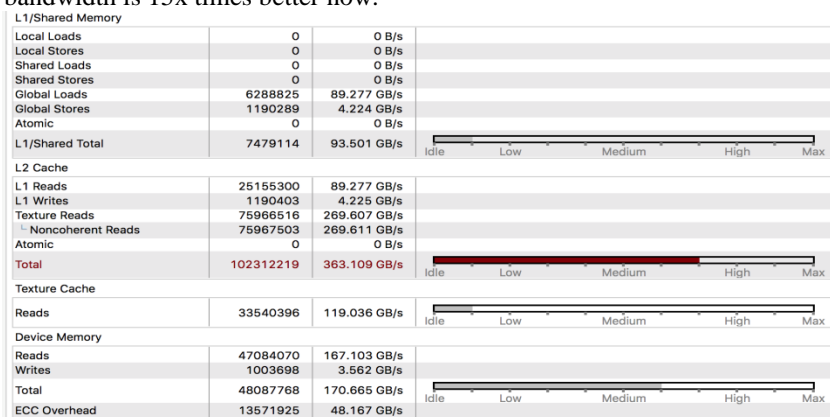 bandwidth is 15x times better now.
L1/Shared Memory
Local Loads 0 0 B/s
Local Stores 0 0 B/s
Shared Loads 0 0 B/s
Shared Stores 0 0 B/s
Global Loads 6288825 89.277 GB/s
Global Stores 1190289 4.224 GB/s
Atomic 0 0 B/s
L1/Shared Total 7479114 93.501 GB/s
Idle Low Medium High Max
L2 Cache
L1 Reads 25155300 89.277 GB/s
L1 Writes 1190403 4.225 GB/s
Texture Reads 75966516 269.607 GB/s
Noncoherent Reads 75967503 269.611 GB/s
Atomic 0 0 B/s
Total 102312219 363.109 GB/s
Idle Low Medium High Max
Texture Cache
Reads 33540396 119.036 GB/s
Idle Low Medium High Max
Device Memory
Reads 47084070 167.103 GB/s
Writes 1003698 3.562 GB/s
Total 48087768 170.665 GB/s
Idle Low Medium High Max
ECC Overhead 13571925 48.167 GB/s